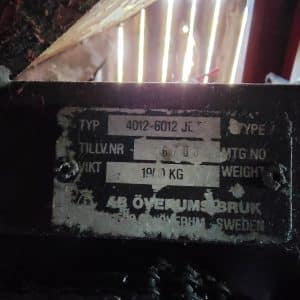 TYP 4012-6012 TYPE
TILLV.NR MTG.NO
VIKT KG WEIGHT
AB ÖVERUMS BRUK
SWEDEN